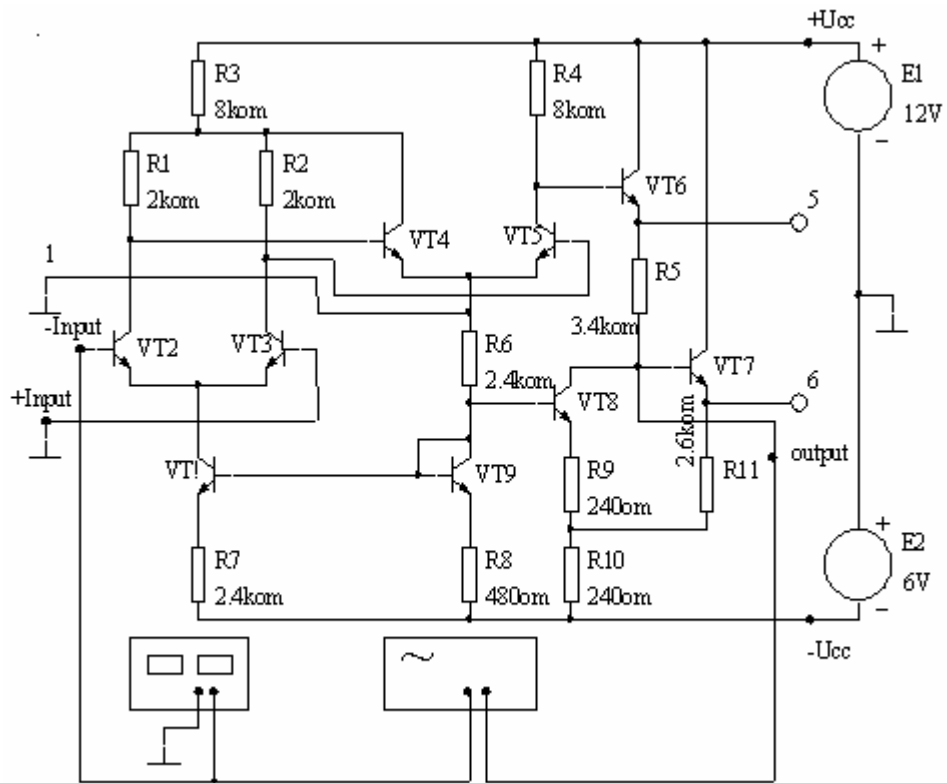 +Ucc
R3
8kom
R4
8kom
+
E1
12V
−
R1
2kom
R2
2kom
VT6
5
VT4
VT5
1
R5
3.4kom
-Input
VT2
VT3
R6
2.4kom
VT7
+Input
VT8
6
2.6kom
output
VT!
VT9
R9
240om
R11
+
E2
6V
−
R7
2.4kom
R8
480om
R10
240om
-Ucc
~